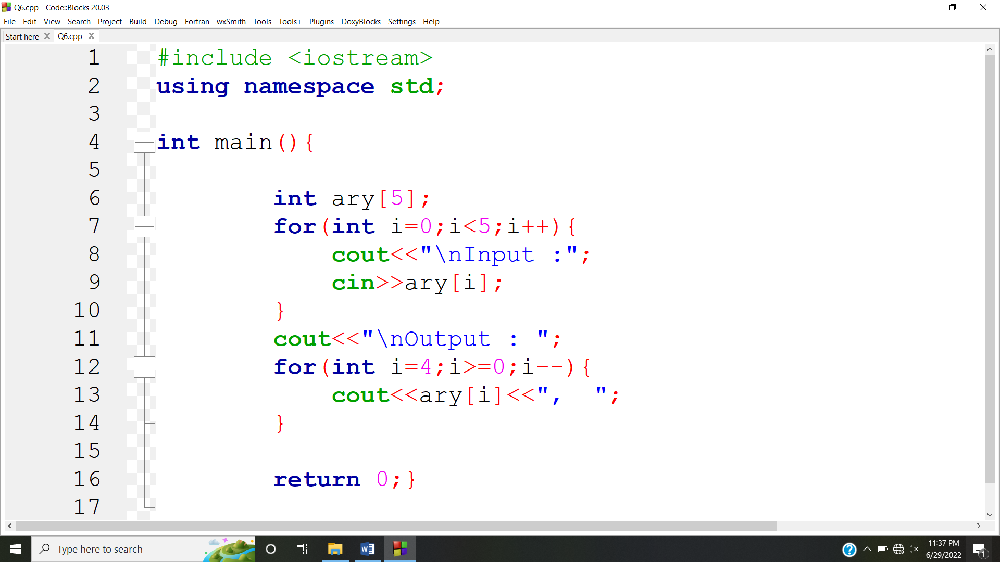 Q6.cpp - Code::Blocks 20.03
File Edit View Search Project Build Debug Fortran wxSmith Tools Tools+ Plugins DoxyBlocks Settings Help
Start here Q6.cpp
1 #include <iostream>
2 using namespace std;
3
4 int main(){
5
6         int ary[5];
7         for(int i=0;i<5;i++){
8             cout<<"\nInput :";
9             cin>>ary[i];
10         }
11         cout<<"\nOutput : ";
12         for(int i=4;i>=0;i--){
13             cout<<ary[i]<<",  ";
14         }
15
16         return 0;}
17
Type here to search
11:37 PM
6/29/2022
1